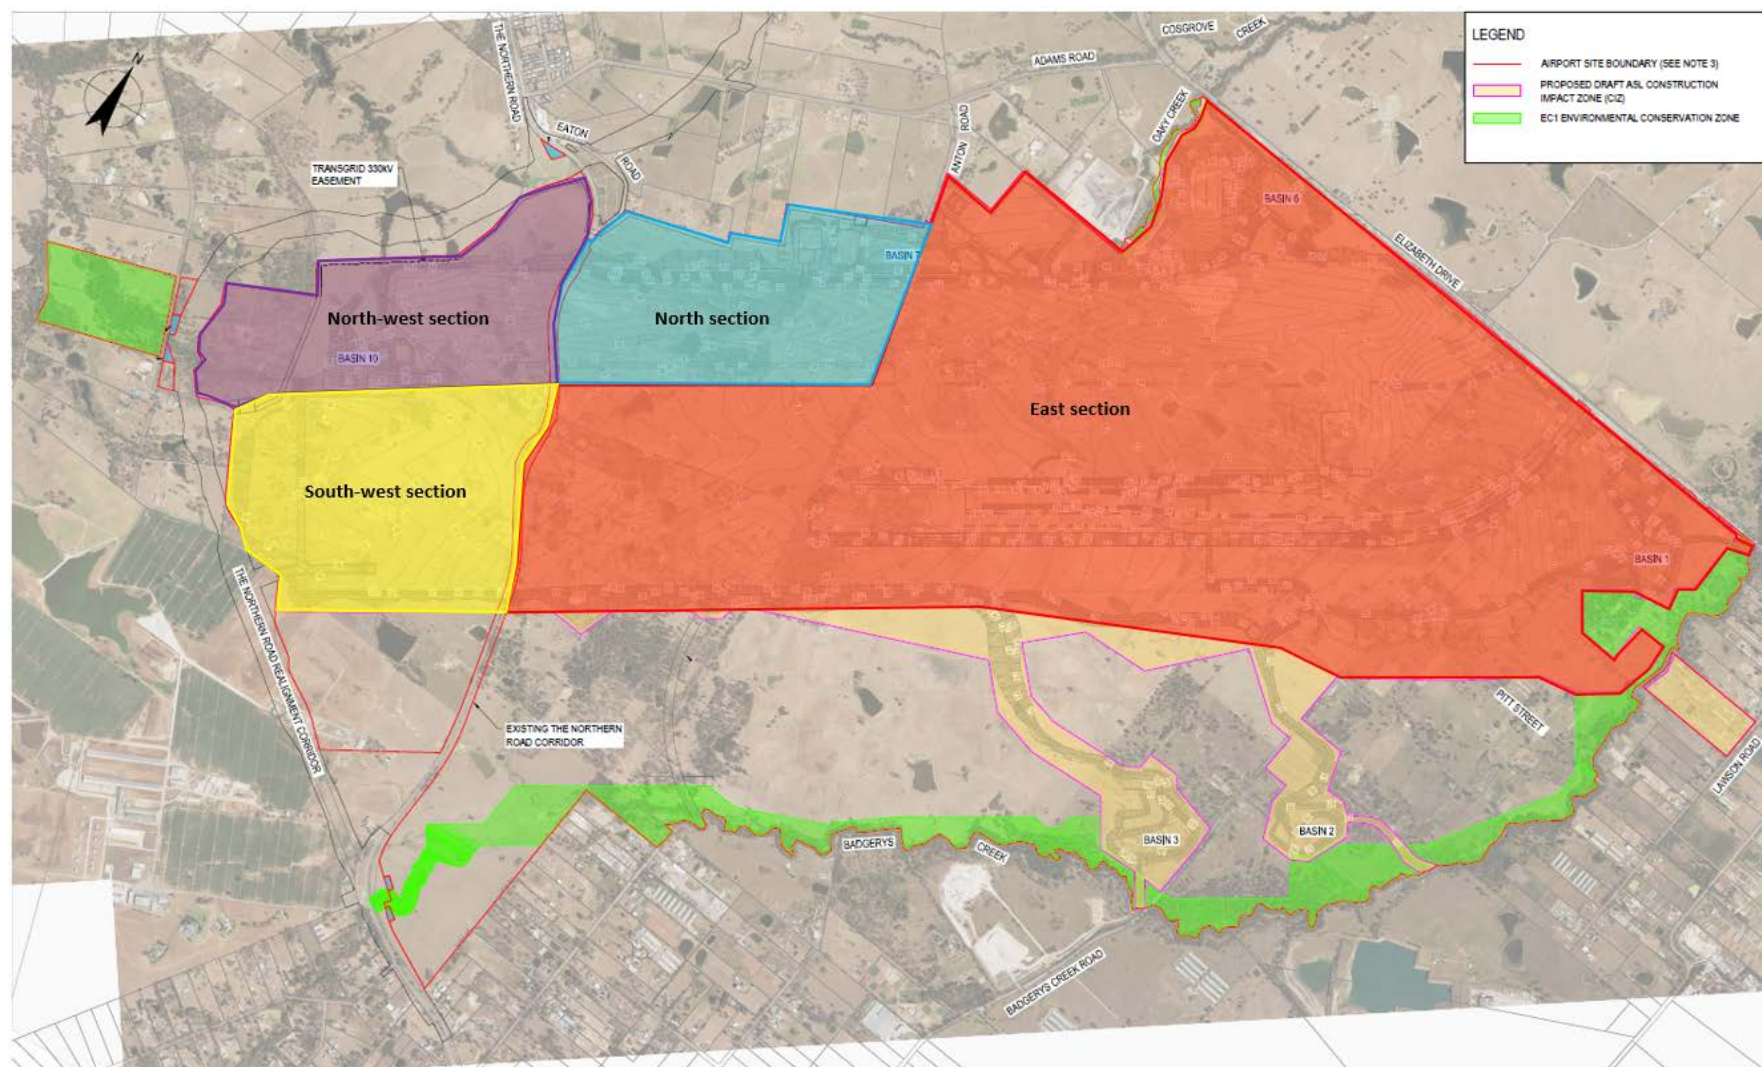 LEGEND
AIRPORT SITE BOUNDARY (SEE NOTE 3)
PROPOSED DRAFT ASL CONSTRUCTION
IMPACT ZONE (CIZ)
EC1 ENVIRONMENTAL CONSERVATION ZONE
N
THE NORTHERN ROAD
COSGROVE
CREEK
ADAMS ROAD
EATON
ROAD
ANTON ROAD
OAKY CREEK
TRANSGRID 330kV
EASEMENT
BASIN 6
ELIZABETH DRIVE
BASIN 7
North-west section
North section
BASIN 10
East section
South-west section
BASIN 1
THE NORTHERN ROAD REALIGNMENT CORRIDOR
EXISTING THE NORTHERN
ROAD CORRIDOR
PITT STREET
LAWSON ROAD
BASIN 3
BASIN 2
BADGERYS
CREEK
BADGERYS CREEK ROAD